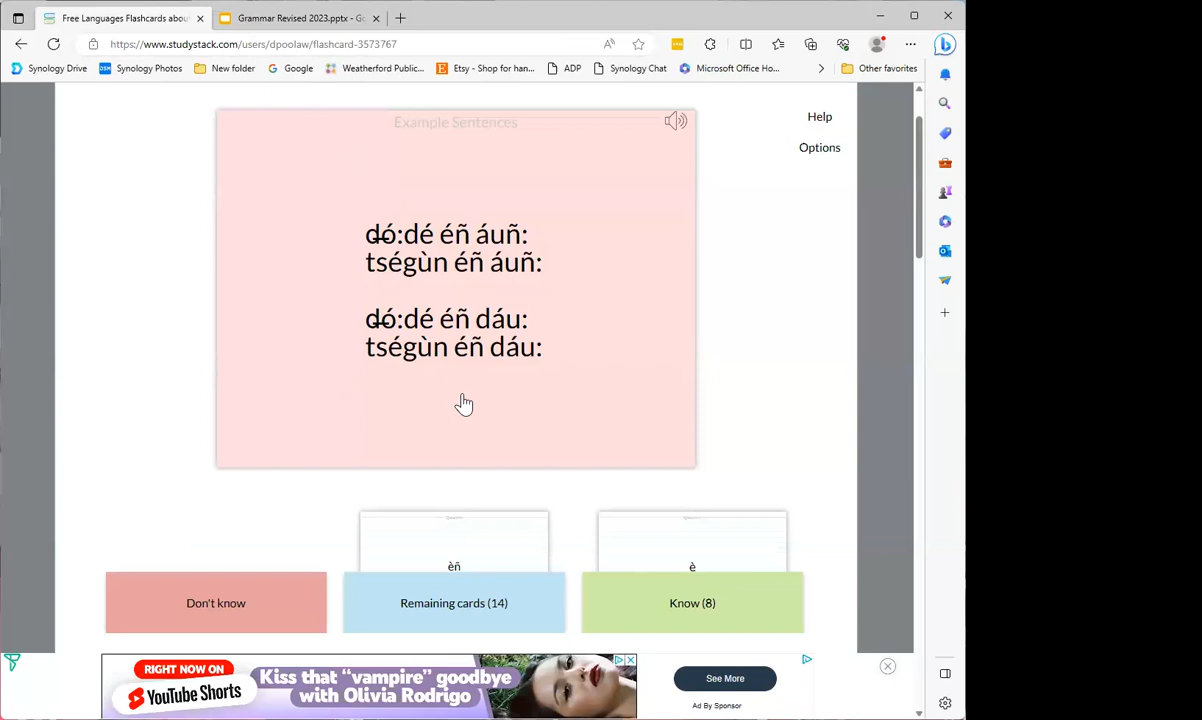 Free Languages Flashcards abou
Grammar Revised 2023.pptx - Go
https://www.studystack.com/users/dpoolaw/flashcard-3573767
Synology Drive
DSM
Synology Photos
New folder
Google
Weatherford Public...
Etsy - Shop for han...
ADP
Synology Chat
Microsoft Office Ho...
Other favorites
Example Sentences
Help
Options
d̶ó:dé éñ áuñ:
tségùn éñ áuñ:
d̶ó:dé éñ dáu:
tségùn éñ dáu:
èñ
è
Don't know
Remaining cards (14)
Know (8)
RIGHT NOW ON
YouTube Shorts
Kiss that “vampire” goodbye
with Olivia Rodrigo
See More
Ad By Sponsor